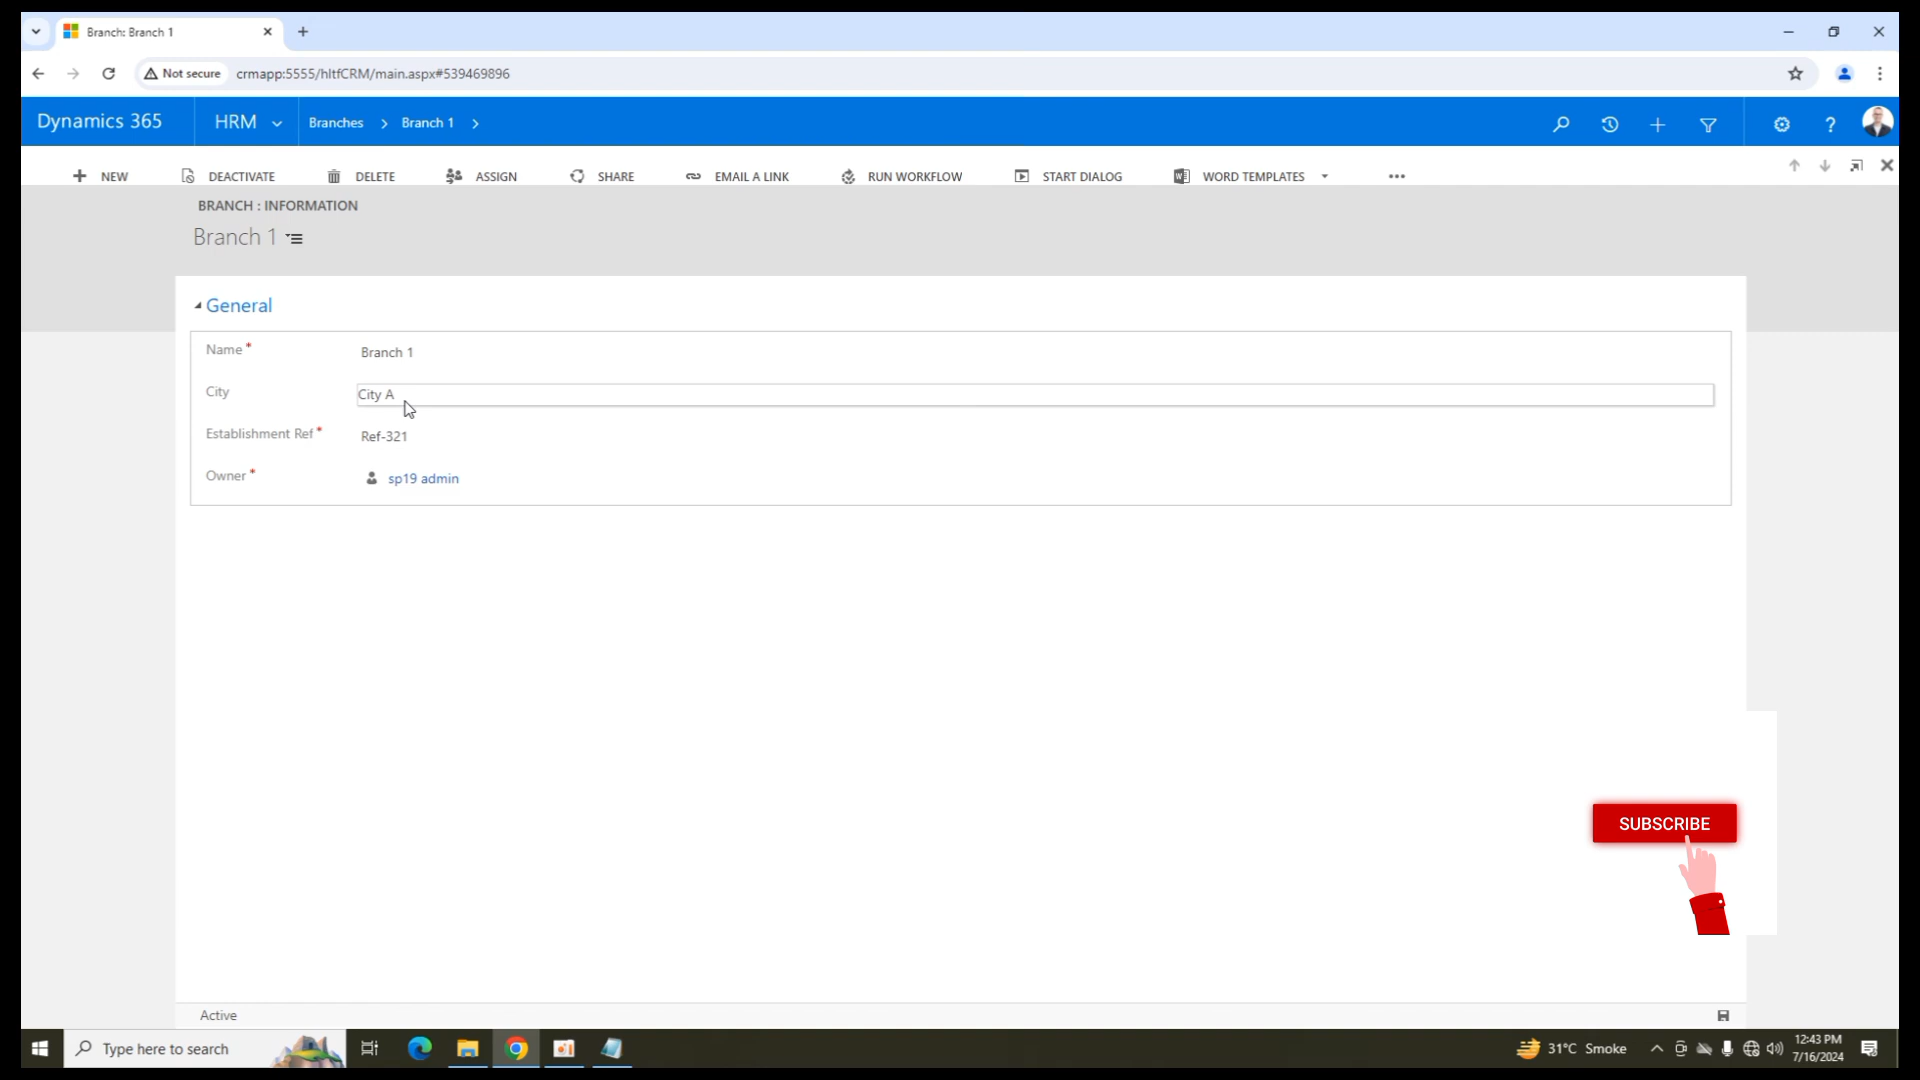 Branch: Branch 1
Not secure crmapp:5555/hltfCRM/main.aspx#539469896
Dynamics 365 HRM Branches > Branch 1 >
NEW DEACTIVATE DELETE ASSIGN SHARE EMAIL A LINK RUN WORKFLOW START DIALOG WORD TEMPLATES
BRANCH : INFORMATION
Branch 1
General
Name * Branch 1
City City A
Establishment Ref * Ref-321
Owner * sp19 admin
SUBSCRIBE
Active
Type here to search 31°C Smoke 12:43 PM
7/16/2024